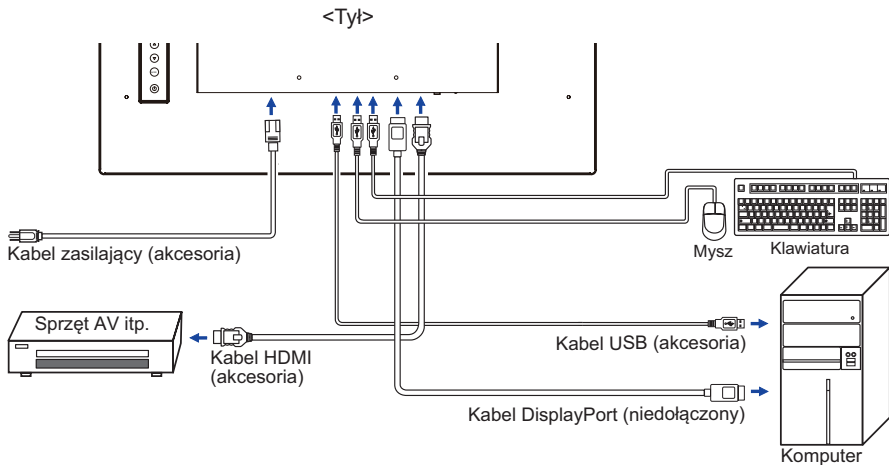 <Tył>
Mysz
Klawiatura
Kabel zasilający (akcesoria)
Sprzęt AV itp.
Kabel HDMI
(akcesoria)
Kabel USB (akcesoria)
Kabel DisplayPort (niedołączony)
Komputer